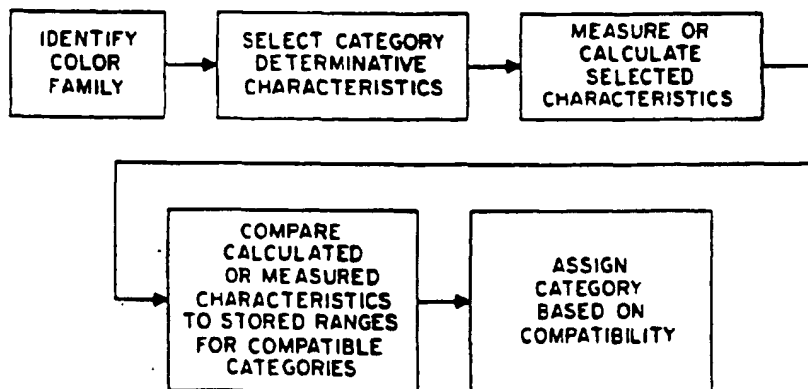 IDENTIFY
COLOR
FAMILY
SELECT CATEGORY
DETERMINATIVE
CHARACTERISTICS
MEASURE OR
CALCULATE
SELECTED
CHARACTERISTICS
COMPARE
CALCULATED
OR MEASURED
CHARACTERISTICS
TO STORED RANGES
FOR COMPATIBLE
CATEGORIES
ASSIGN
CATEGORY
BASED ON
COMPATIBILITY